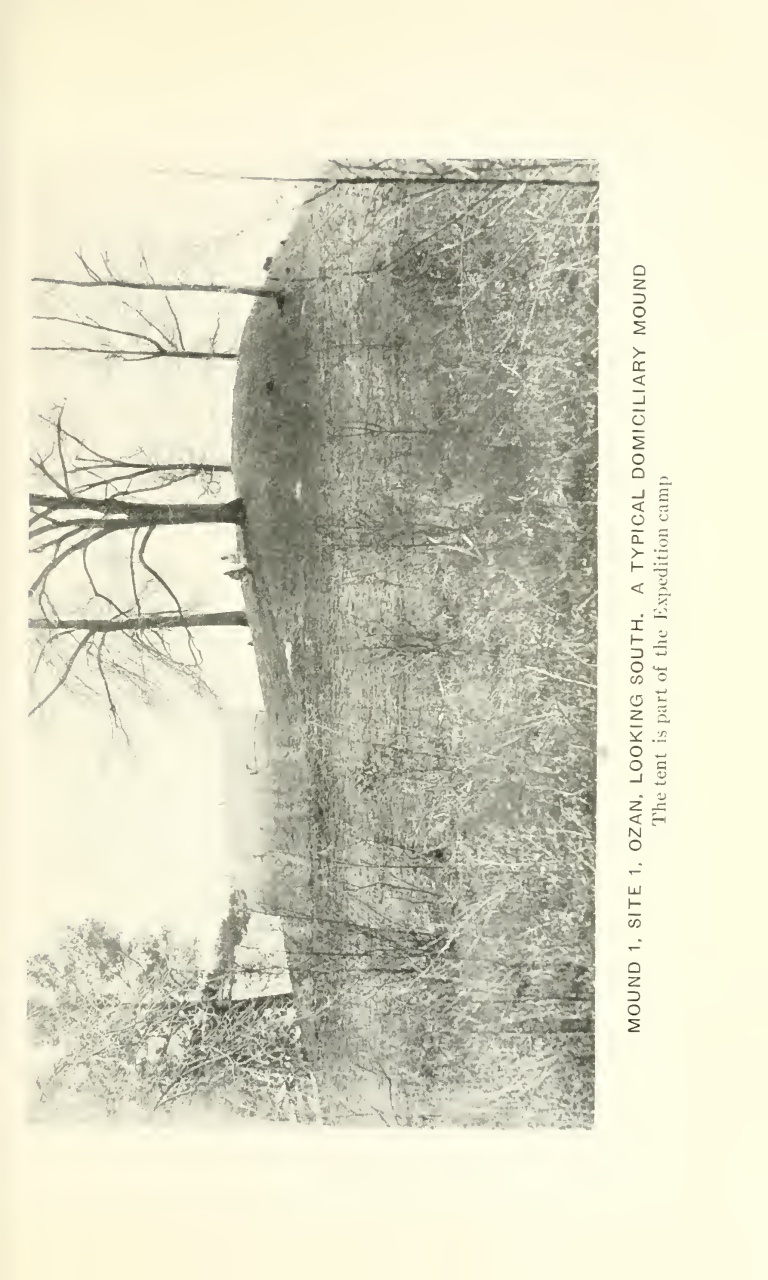 MOUND 1, SITE 1, OZAN, LOOKING SOUTH. A TYPICAL DOMICILIARY MOUND
The tent is part of the Expedition camp